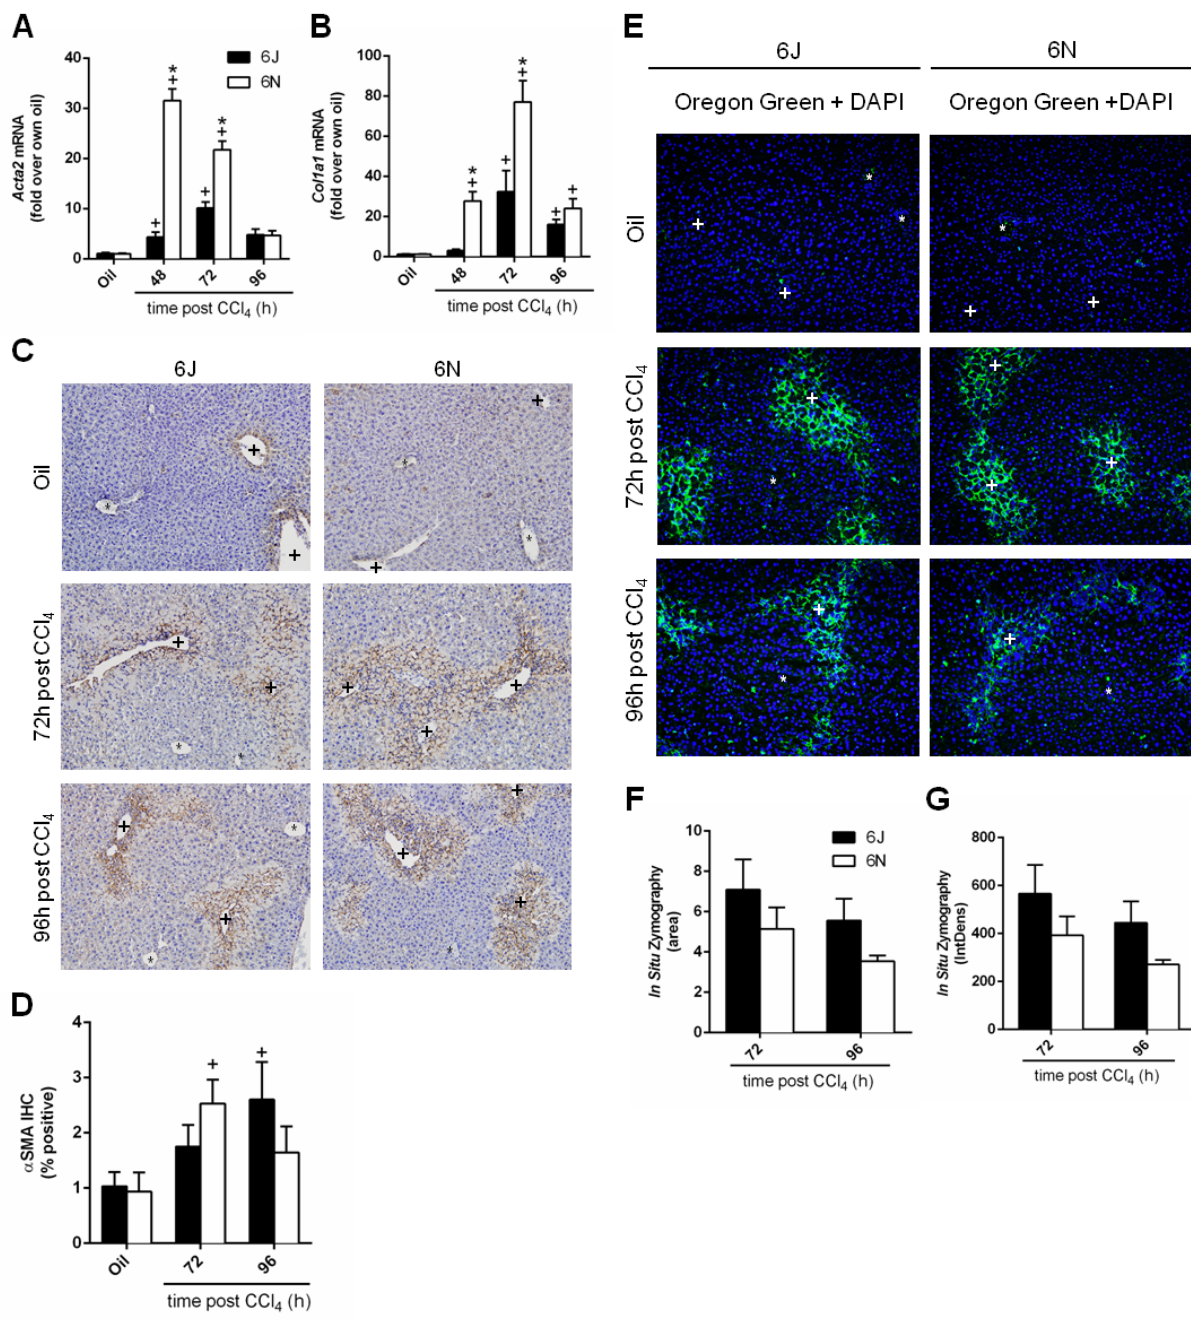 A
Acta2 mRNA
(fold over own oil)
40
30
20
10
0
6J
6N
*
+
+
*
+
+
Oil
48
72
96
time post CCl4 (h)
B
Col1a1 mRNA
(fold over own oil)
100
80
60
40
20
0
*
+
+
*
+
+
+
Oil
48
72
96
time post CCl4 (h)
C
6J
6N
Oil
72h post CCl4
96h post CCl4
D
αSMA IHC
(% positive)
4
3
2
1
0
+
+
Oil
72
96
time post CCl4 (h)
E
6J
6N
Oregon Green + DAPI
Oregon Green +DAPI
Oil
72h post CCl4
96h post CCl4
F
In Situ Zymography
(area)
10
8
6
4
2
0
6J
6N
72
96
time post CCl4 (h)
G
In Situ Zymography
(IntDens)
800
600
400
200
0
72
96
time post CCl4 (h)